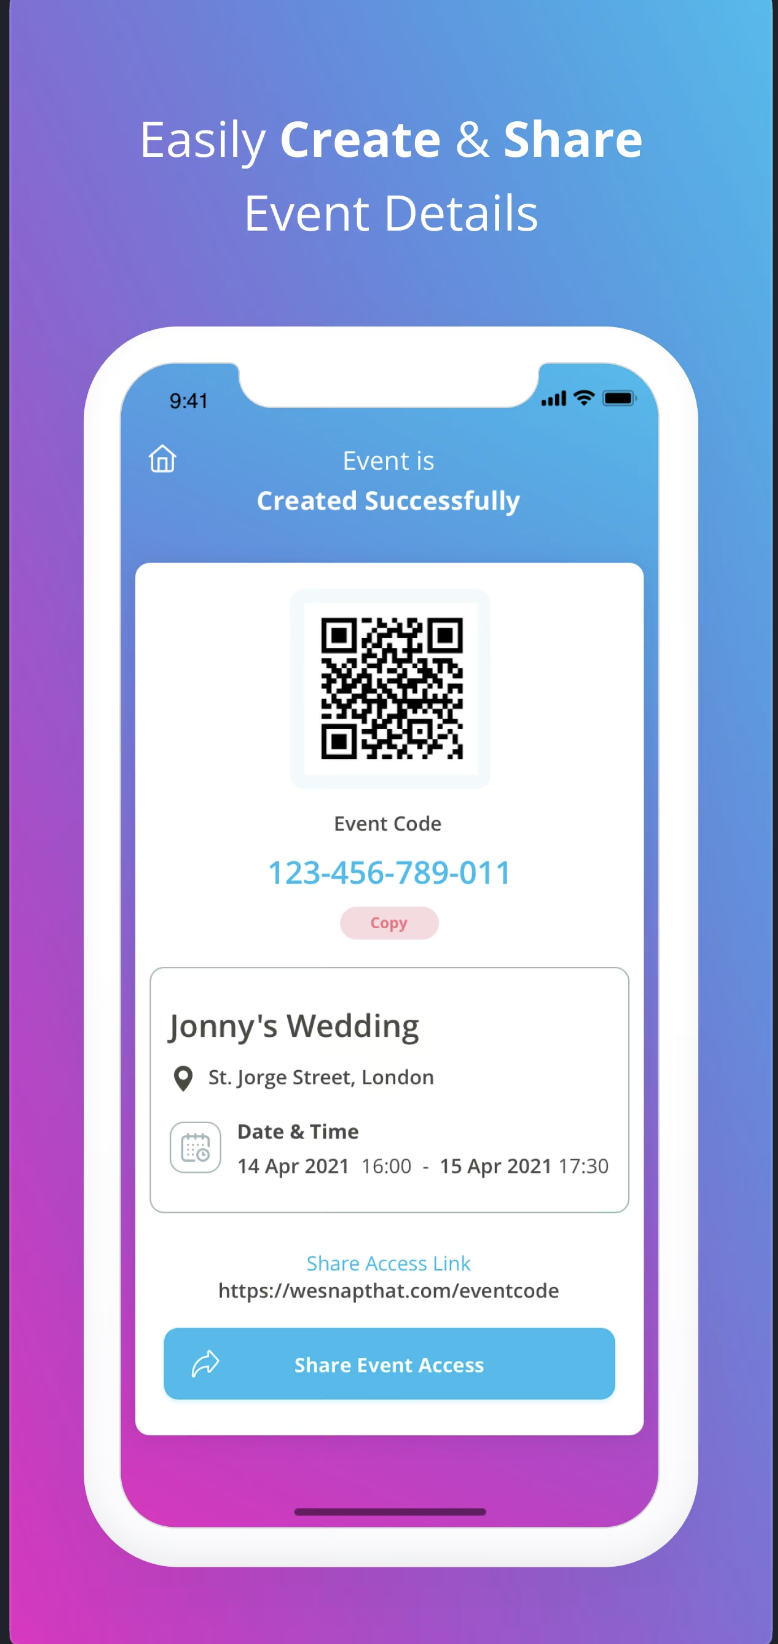 Easily Create & Share
Event Details
9:41
Event is
Created Successfully
Event Code
123-456-789-011
Copy
Jonny's Wedding
St. Jorge Street, London
Date & Time
14 Apr 2021 16:00 - 15 Apr 2021 17:30
Share Access Link
https://wesnapthat.com/eventcode
Share Event Access